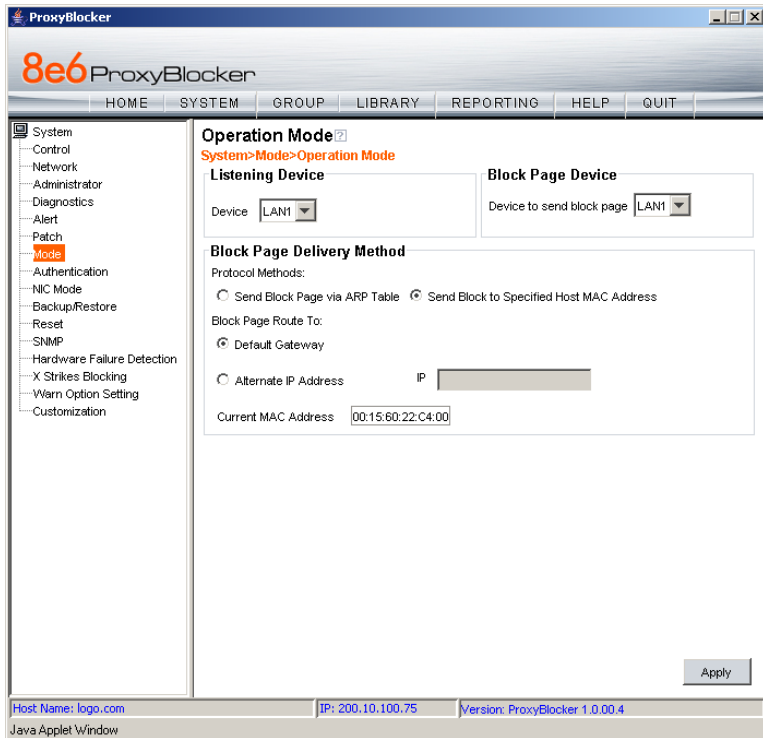 ProxyBlocker
8e6 ProxyBlocker
HOME SYSTEM GROUP LIBRARY REPORTING HELP QUIT
System
Control
Network
Administrator
Diagnostics
Alert
Patch
Mode
Authentication
NIC Mode
Backup/Restore
Reset
SNMP
Hardware Failure Detection
X Strikes Blocking
Warn Option Setting
Customization
Operation Mode ?
System>Mode>Operation Mode
Listening Device
Device LAN1
Block Page Device
Device to send block page LAN1
Block Page Delivery Method
Protocol Methods:
Send Block Page via ARP Table Send Block to Specified Host MAC Address
Block Page Route To:
Default Gateway
Alternate IP Address IP
Current MAC Address 00:15:60:22:C4:00
Apply
Host Name: logo.com IP: 200.10.100.75 Version: ProxyBlocker 1.0.00.4
Java Applet Window